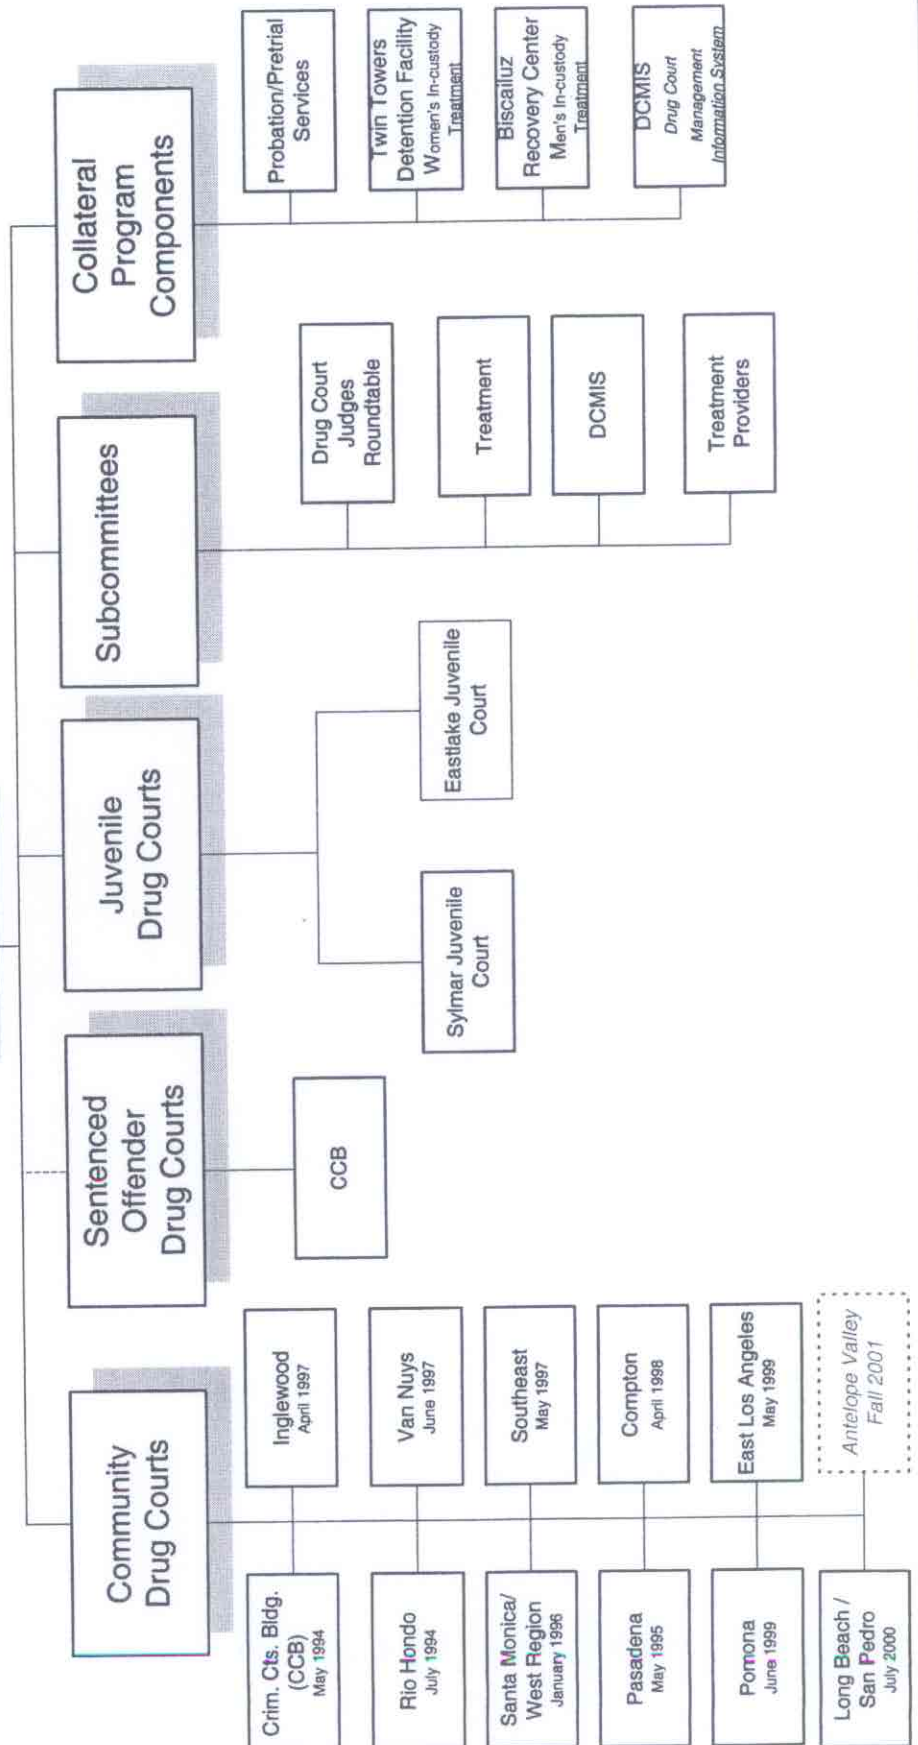 Community
Drug Courts
Crim. Cts. Bldg.
(CCB)
May 1994
Inglewood
April 1997
Rio Hondo
July 1994
Van Nuys
June 1997
Santa Monica/
West Region
January 1996
Southeast
May 1997
Pasadena
May 1995
Compton
April 1998
Pomona
June 1999
East Los Angeles
May 1999
Long Beach /
San Pedro
July 2000
Antelope Valley
Fall 2001
Sentenced
Offender
Drug Courts
CCB
Juvenile
Drug Courts
Sylmar Juvenile
Court
Eastlake Juvenile
Court
Subcommittees
Drug Court
Judges
Roundtable
Treatment
DCMIS
Treatment
Providers
Collateral
Program
Components
Probation/Pretrial
Services
Twin Towers
Detention Facility
Women's In-custody
Treatment
Biscailuz
Recovery Center
Men's In-custody
Treatment
DCMIS
Drug Court
Management
Information System